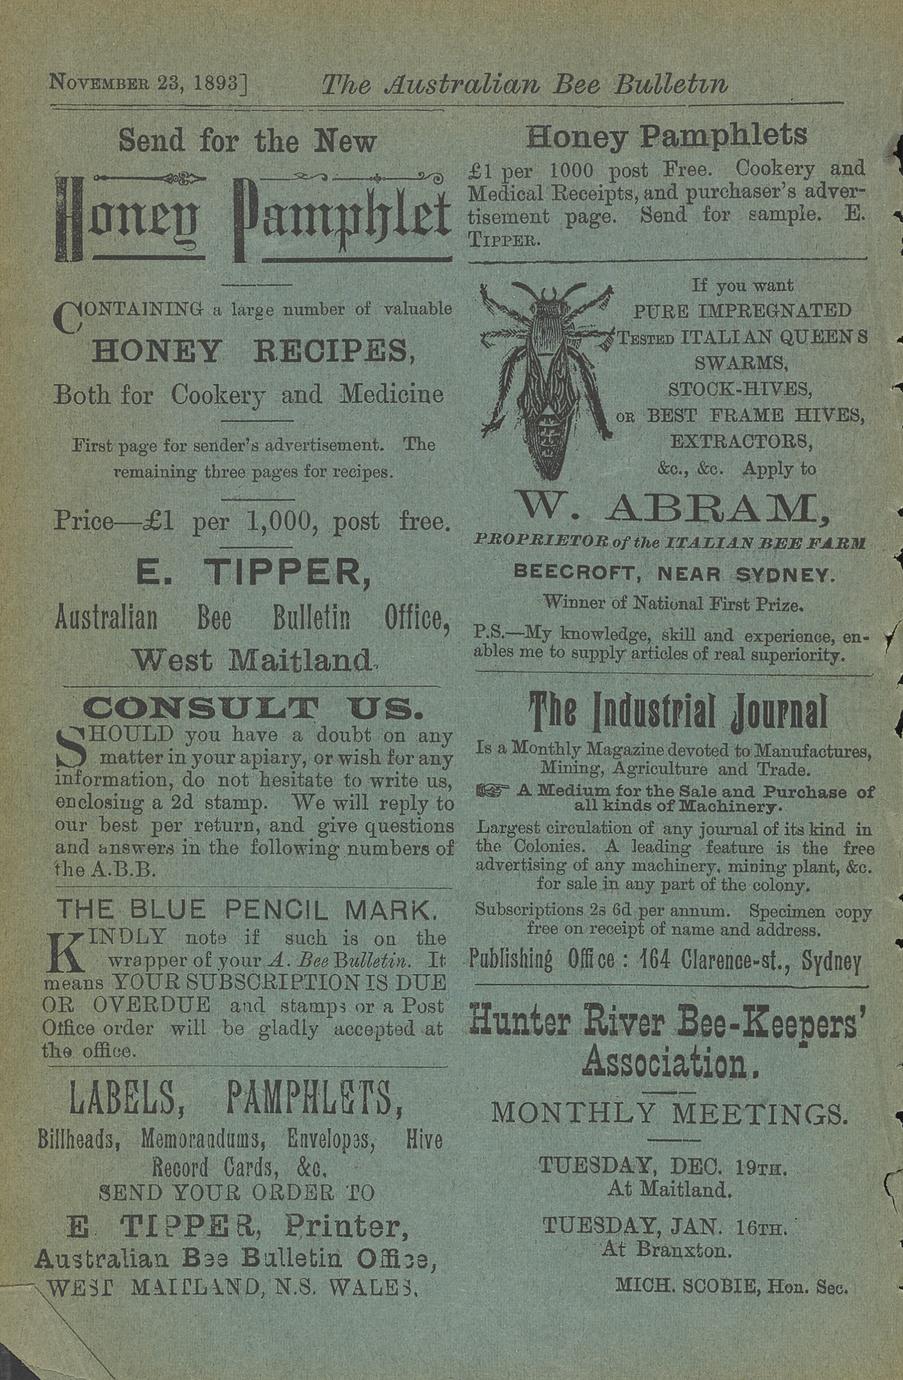 NOVEMBER 23, 1893] The Australian Bee Bulletin
Send for the New
Honey Pamphlet
CONTAINING a large number of valuable
HONEY RECIPES,
Both for Cookery and Medicine
First page for sender's advertisement. The
remaining three pages for recipes.
Price—£1 per 1,000, post free.
E. TIPPER,
Australian Bee Bulletin Office,
West Maitland.
CONSULT US.
SHOULD you have a doubt on any
matter in your apiary, or wish for any
information, do not hesitate to write us,
enclosing a 2d stamp. We will reply to
our best per return, and give questions
and answers in the following numbers of
the A.B.B.
THE BLUE PENCIL MARK.
KINDLY note if such is on the
wrapper of your A. Bee Bulletin. It
means YOUR SUBSCRIPTION IS DUE
OR OVERDUE and stamps or a Post
Office order will be gladly accepted at
the office.
LABELS, PAMPHLETS,
Billheads, Memorandums, Envelopes, Hive
Record Cards, &c.
SEND YOUR ORDER TO
E TIPPER, Printer,
Australian Bee Bulletin Office,
WEST MAITLAND, N.S. WALES.
Honey Pamphlets
£1 per 1000 post Free. Cookery and
Medical Receipts, and purchaser's adver-
tisement page. Send for sample. E.
TIPPER.
If you want
PURE IMPREGNATED
TESTED ITALIAN QUEENS
SWARMS,
STOCK-HIVES,
OR BEST FRAME HIVES,
EXTRACTORS,
&c., &c. Apply to
W. ABRAM,
PROPRIETOR of the ITALIAN BEE FARM
BEECROFT, NEAR SYDNEY.
Winner of National First Prize.
P.S.—My knowledge, skill and experience, en-
ables me to supply articles of real superiority.
The Industrial Journal
Is a Monthly Magazine devoted to Manufactures,
Mining, Agriculture and Trade.
☞ A Medium for the Sale and Purchase of
all kinds of Machinery.
Largest circulation of any journal of its kind in
the Colonies. A leading feature is the free
advertising of any machinery, mining plant, &c.
for sale in any part of the colony.
Subscriptions 2s 6d per annum. Specimen copy
free on receipt of name and address.
Publishing Office : 164 Clarence-st., Sydney
Hunter River Bee-Keepers'
Association.
MONTHLY MEETINGS.
TUESDAY, DEC. 19TH.
At Maitland.
TUESDAY, JAN. 16TH.
At Branxton.
MICH. SCOBIE, Hon. Sec.